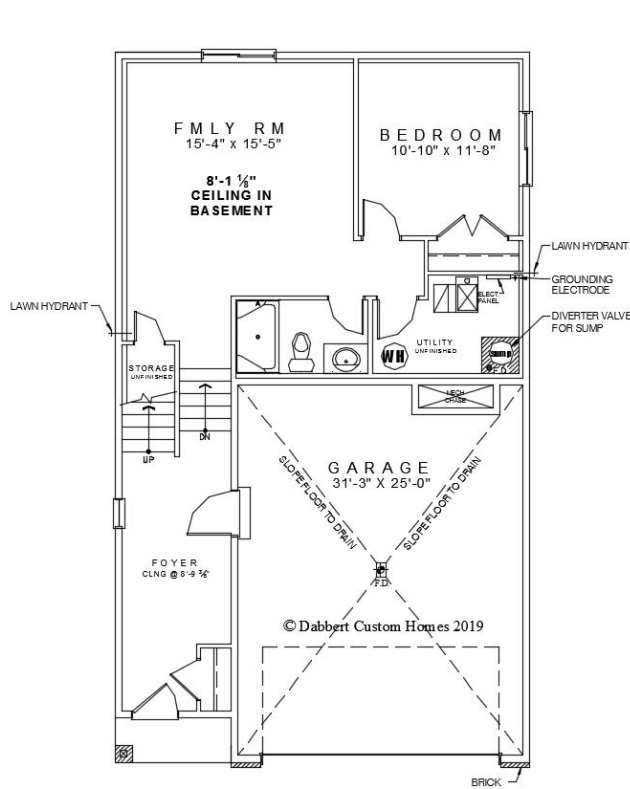 FMLY RM
15'-4" x 15'-5"
8'-1 ⅛"
CEILING IN
BASEMENT
BEDROOM
10'-10" x 11'-8"
LAWN HYDRANT
GROUNDING
ELECTRODE
ELECT.
PANEL
DIVERTER VALVE
FOR SUMP
LAWN HYDRANT
UTILITY
UNFINISHED
WH
sump
F.D.
STORAGE
UNFINISHED
MECH
CHASE
UP
DN
GARAGE
31'-3" X 25'-0"
SLOPE FLOOR TO DRAIN
SLOPE FLOOR TO DRAIN
FOYER
CLNG @ 8'-9 ⅜"
F.D.
© Dabbert Custom Homes 2019
BRICK